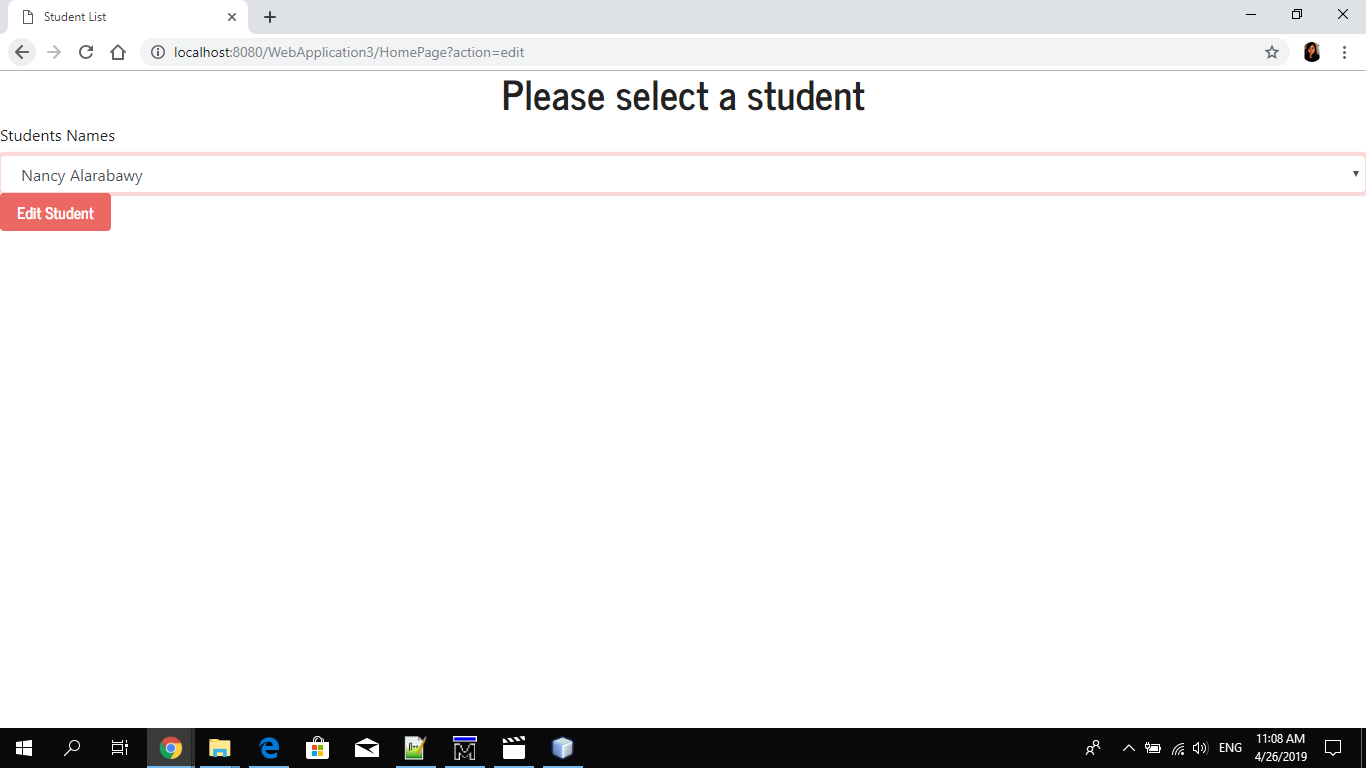 Student List
localhost:8080/WebApplication3/HomePage?action=edit
Please select a student
Students Names
Nancy Alarabawy
Edit Student
ENG
11:08 AM
4/26/2019